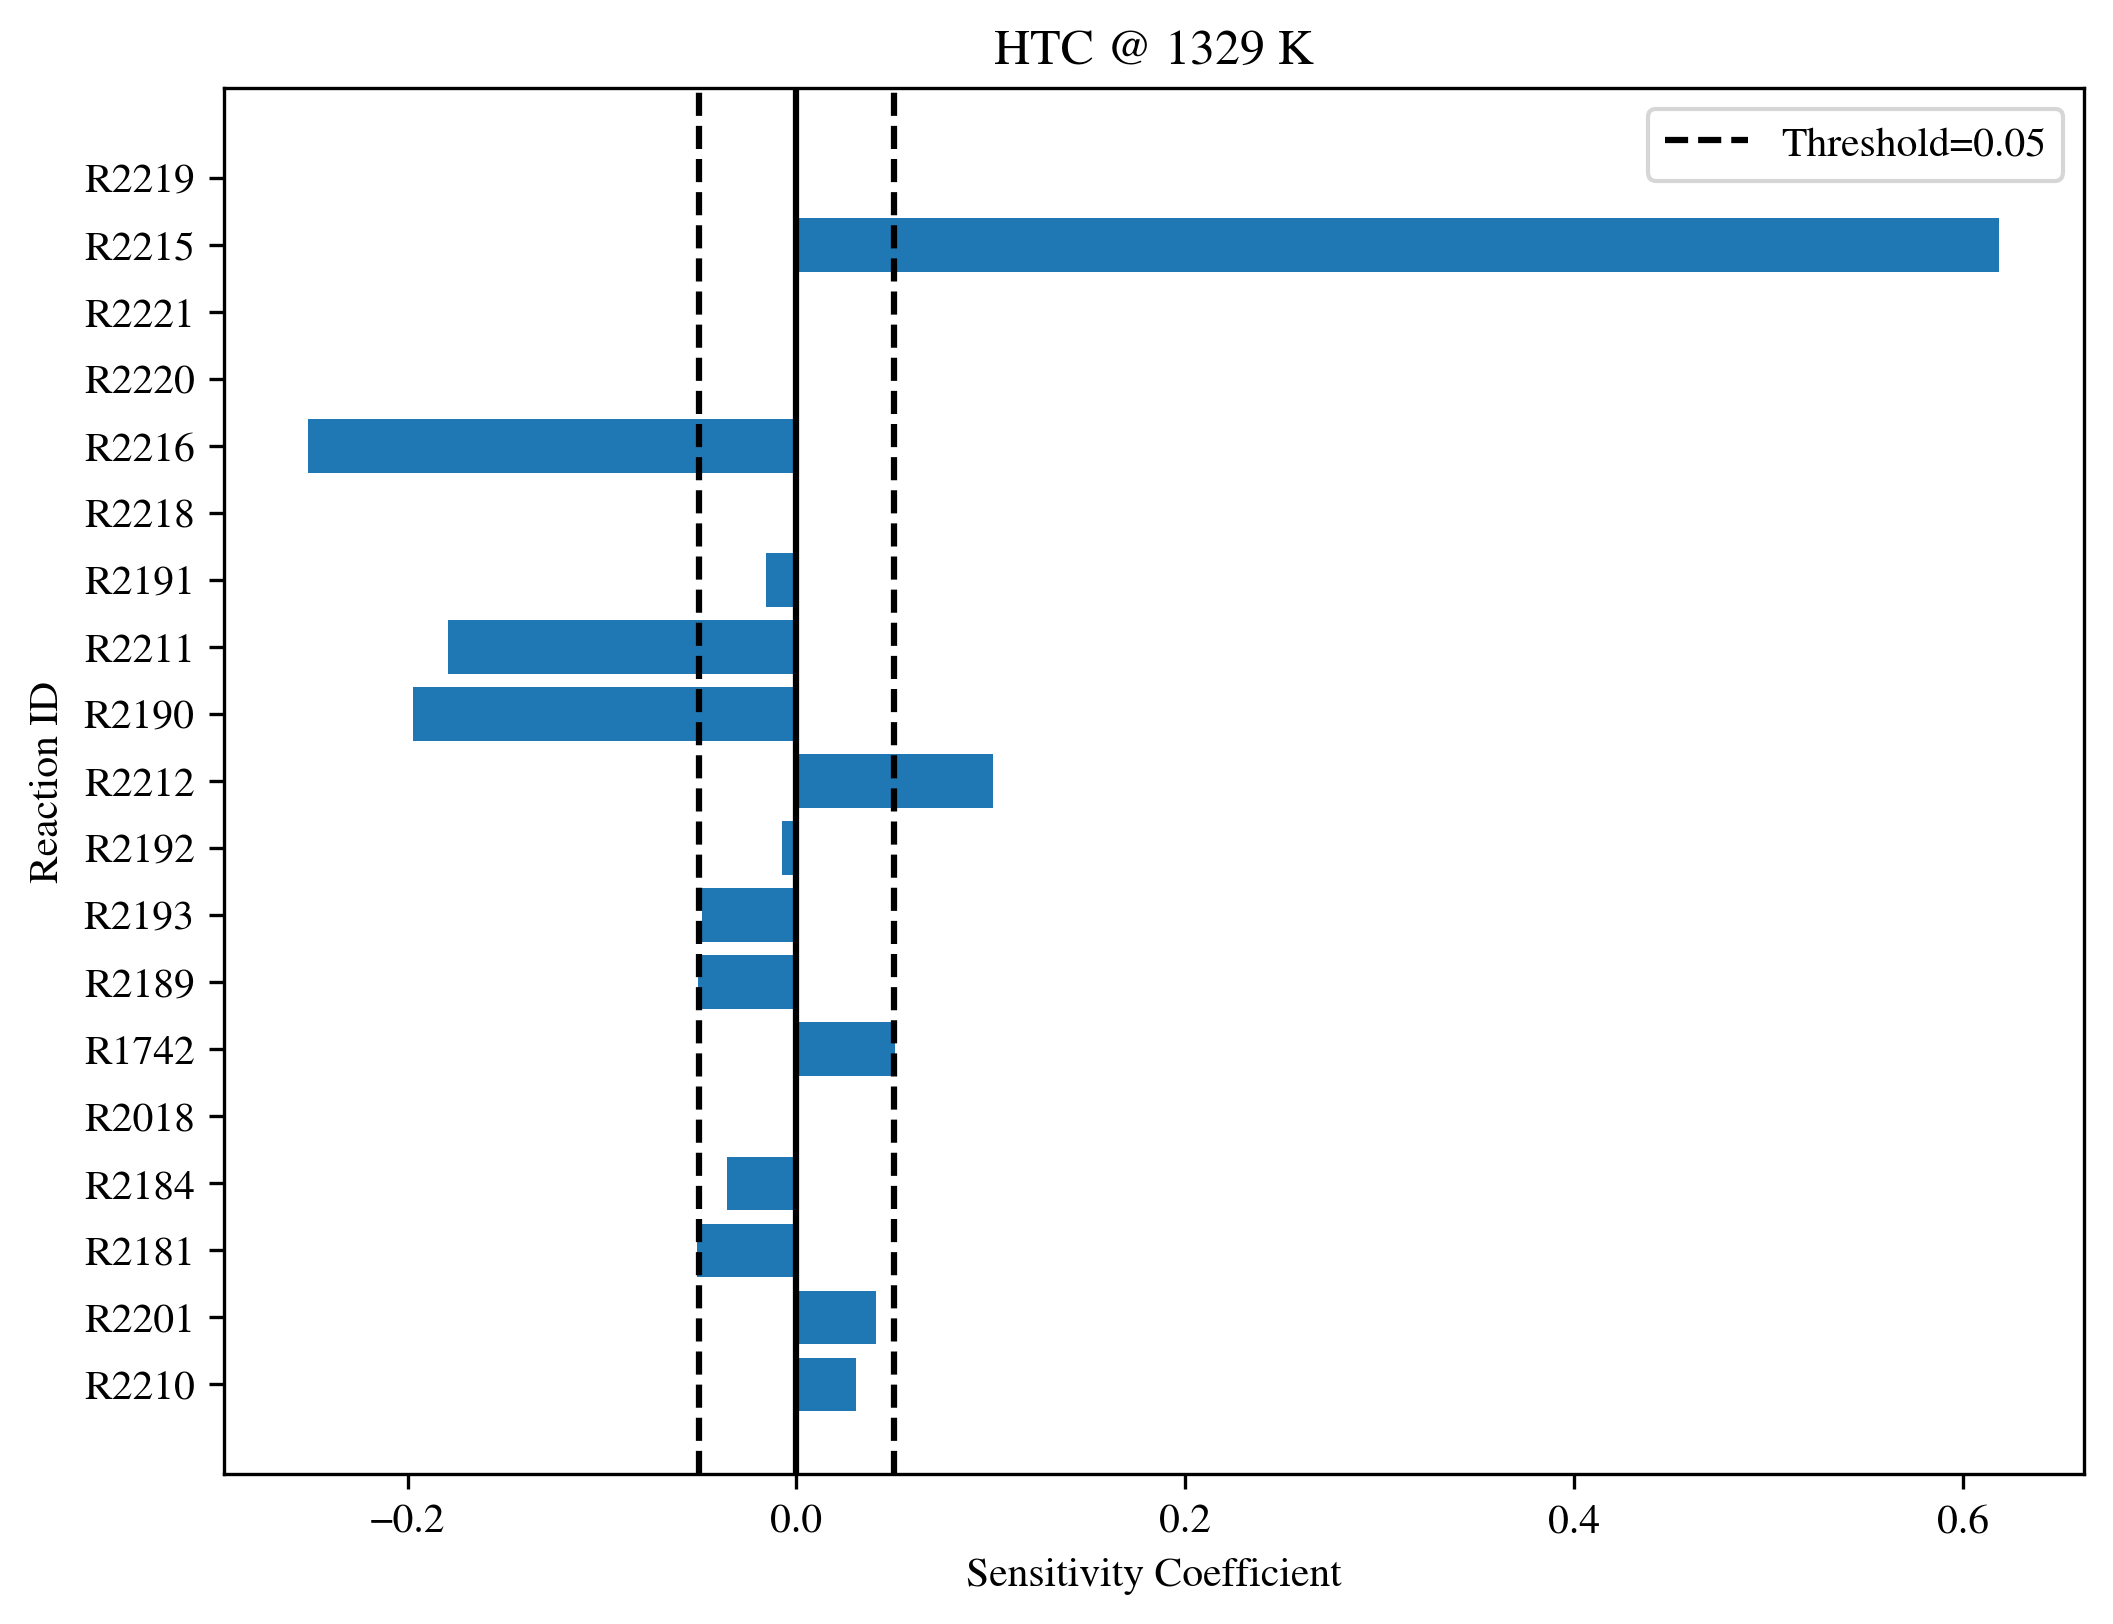 HTC @ 1329 K
Threshold=0.05
R2219
R2215
R2221
R2220
R2216
R2218
R2191
R2211
R2190
R2212
R2192
R2193
R2189
R1742
R2018
R2184
R2181
R2201
R2210
Reaction ID
−0.2 0.0 0.2 0.4 0.6
Sensitivity Coefficient